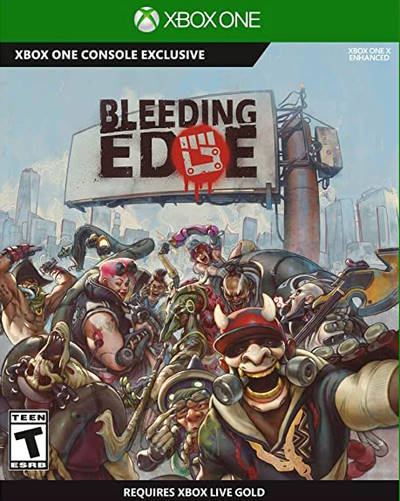 XBOX ONE
XBOX ONE CONSOLE EXCLUSIVE
XBOX ONE X
ENHANCED
BLEEDING
EDGE
TEEN
T
ESRB
REQUIRES XBOX LIVE GOLD